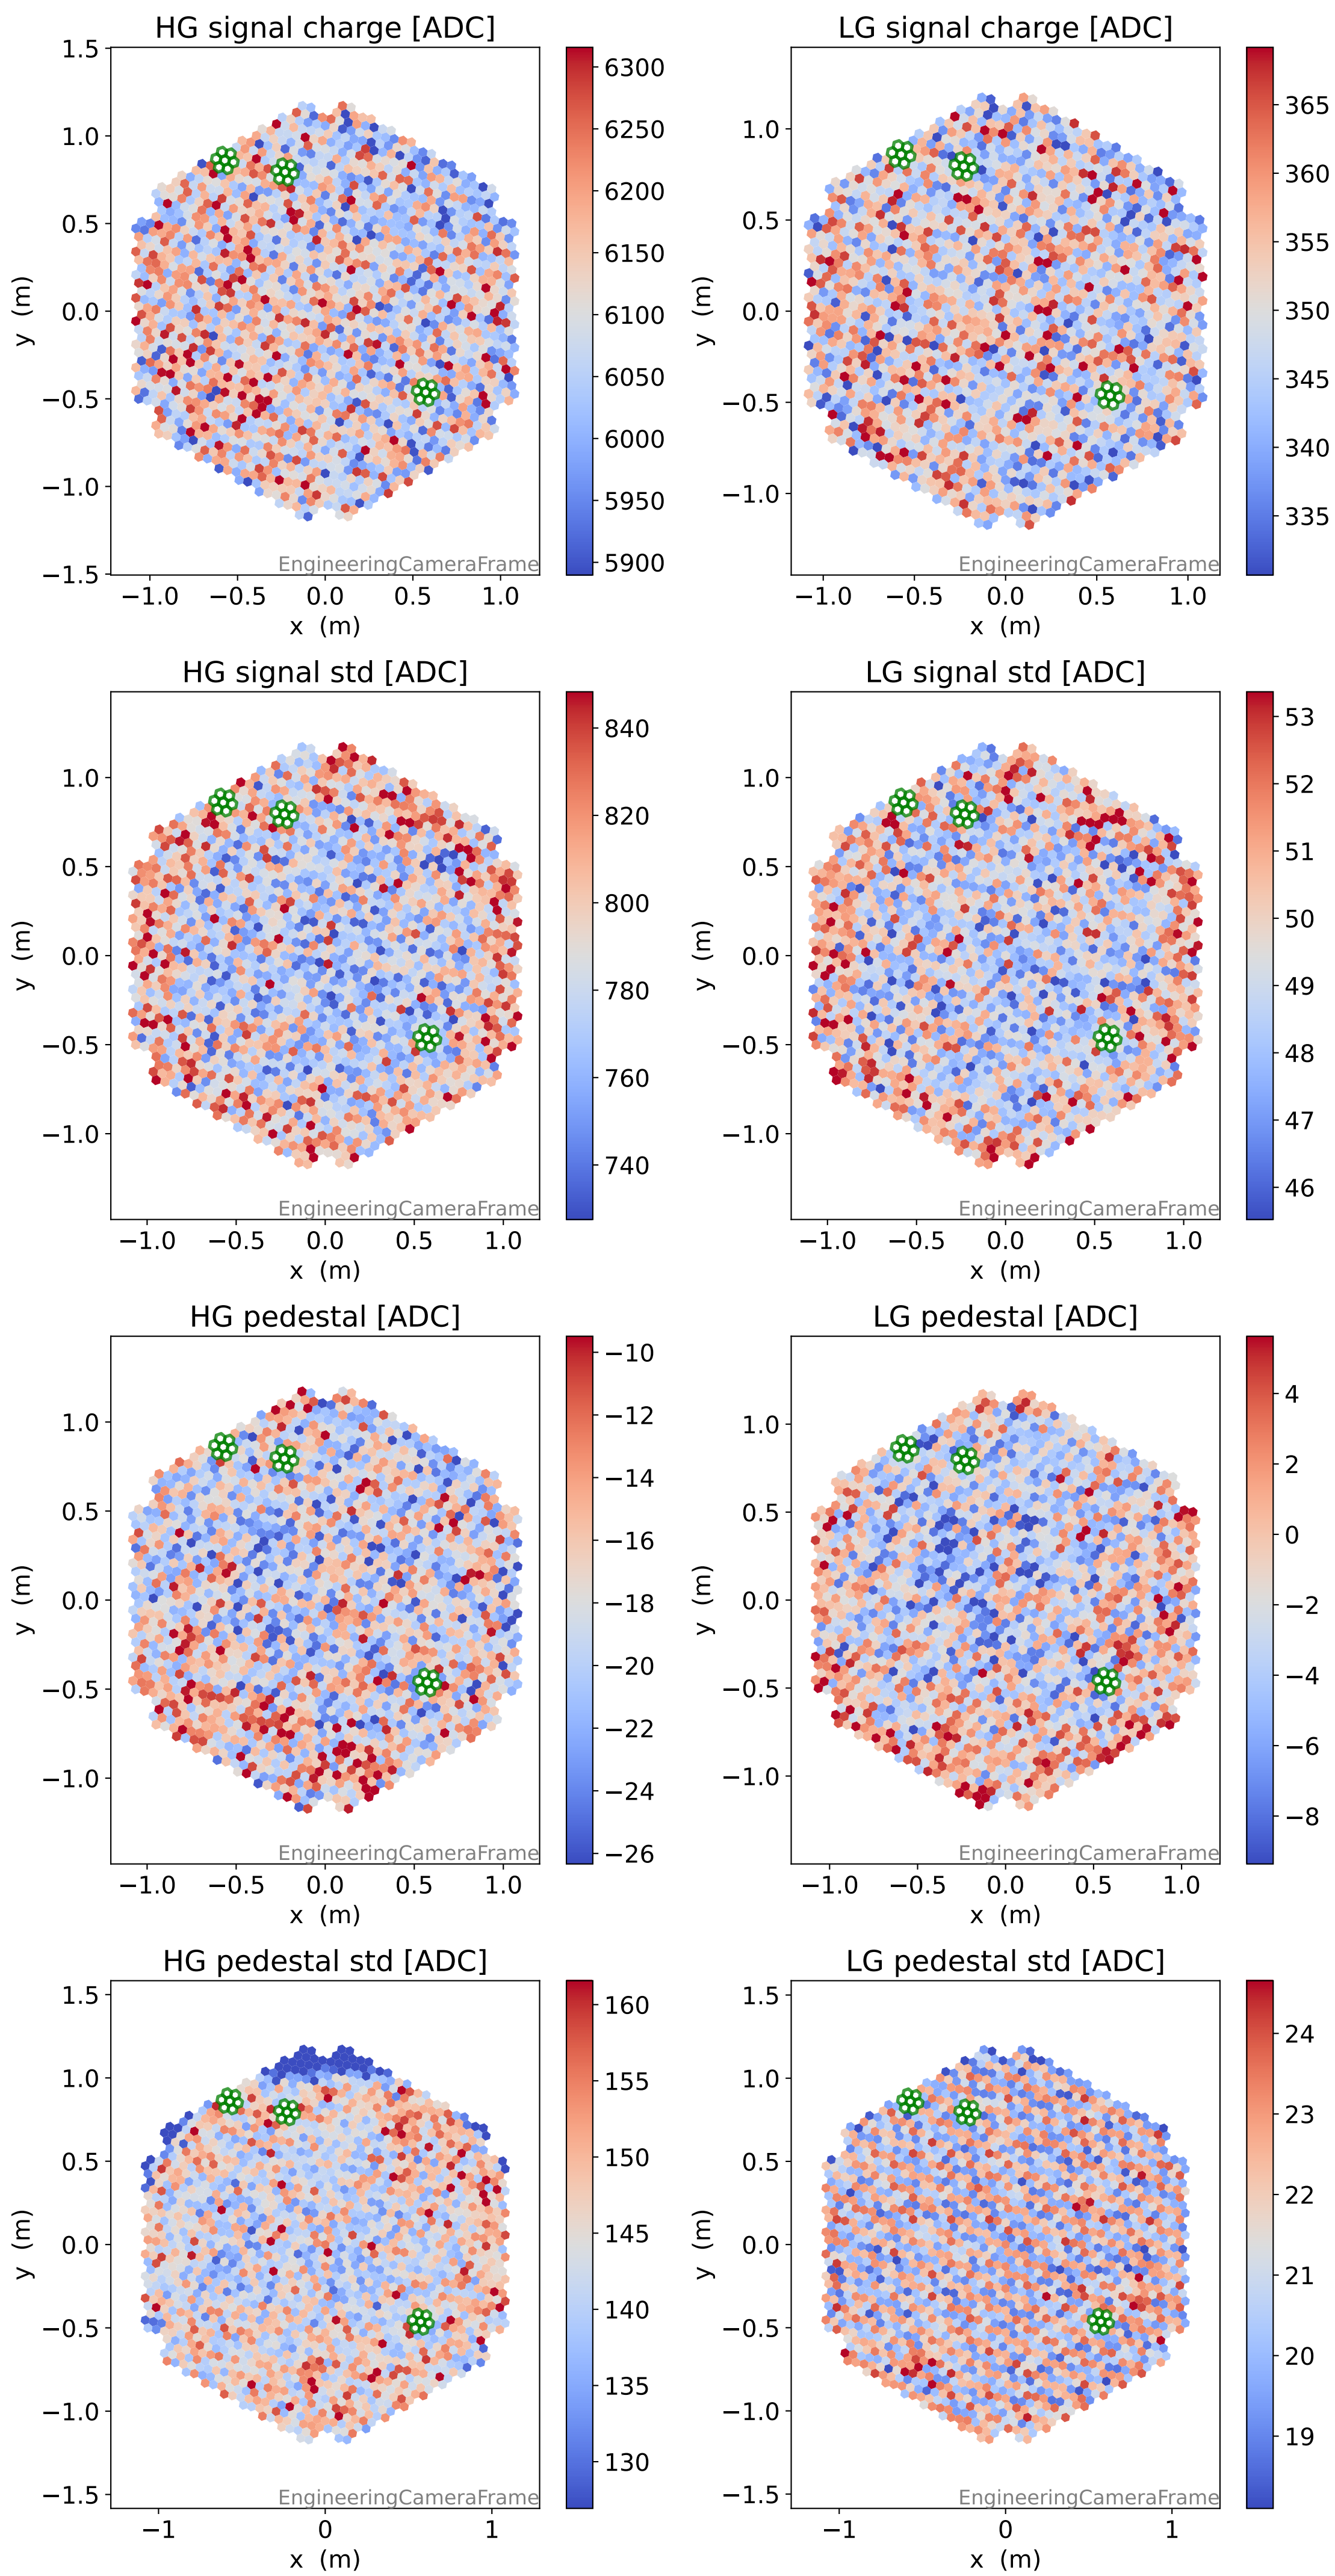 HG signal charge [ADC]
1.5
1.0
0.5
0.0
−0.5
−1.0
−1.5
y (m)
−1.0 −0.5 0.0 0.5 1.0
x (m)
EngineeringCameraFrame
6300
6250
6200
6150
6100
6050
6000
5950
5900
LG signal charge [ADC]
1.0
0.5
0.0
−0.5
−1.0
y (m)
−1.0 −0.5 0.0 0.5 1.0
x (m)
EngineeringCameraFrame
365
360
355
350
345
340
335
HG signal std [ADC]
1.0
0.5
0.0
−0.5
−1.0
y (m)
−1.0 −0.5 0.0 0.5 1.0
x (m)
EngineeringCameraFrame
840
820
800
780
760
740
LG signal std [ADC]
1.0
0.5
0.0
−0.5
−1.0
y (m)
−1.0 −0.5 0.0 0.5 1.0
x (m)
EngineeringCameraFrame
53
52
51
50
49
48
47
46
HG pedestal [ADC]
1.0
0.5
0.0
−0.5
−1.0
y (m)
−1.0 −0.5 0.0 0.5 1.0
x (m)
EngineeringCameraFrame
−10
−12
−14
−16
−18
−20
−22
−24
−26
LG pedestal [ADC]
1.0
0.5
0.0
−0.5
−1.0
y (m)
−1.0 −0.5 0.0 0.5 1.0
x (m)
EngineeringCameraFrame
4
2
0
−2
−4
−6
−8
HG pedestal std [ADC]
1.5
1.0
0.5
0.0
−0.5
−1.0
−1.5
y (m)
−1 0 1
x (m)
EngineeringCameraFrame
160
155
150
145
140
135
130
LG pedestal std [ADC]
1.5
1.0
0.5
0.0
−0.5
−1.0
−1.5
y (m)
−1 0 1
x (m)
EngineeringCameraFrame
24
23
22
21
20
19